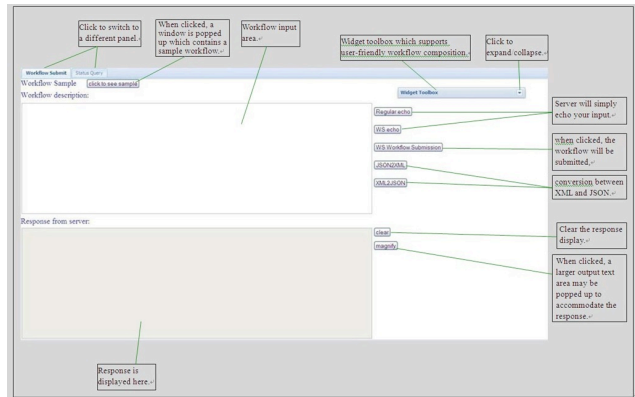 Click to switch to
a different panel.
When clicked, a
window is popped
up which contains a
sample workflow.
Workflow input
area.
Widget toolbox which supports
user-friendly workflow composition.
Click to
expand/collapse.
Workflow Submit
Status Query
Workflow Sample
click to see sample
Workflow description:
Widget Toolbox
Regular echo
WS echo
WS Workflow Submission
JSON2XML
XML2JSON
Server will simply
echo your input.
when clicked, the
workflow will be
submitted.
conversion between
XML and JSON.
Response from server:
clear
magnify
Clear the response
display.
When clicked, a
larger output text
area may be
popped up to
accommodate the
response.
Response is
displayed here.